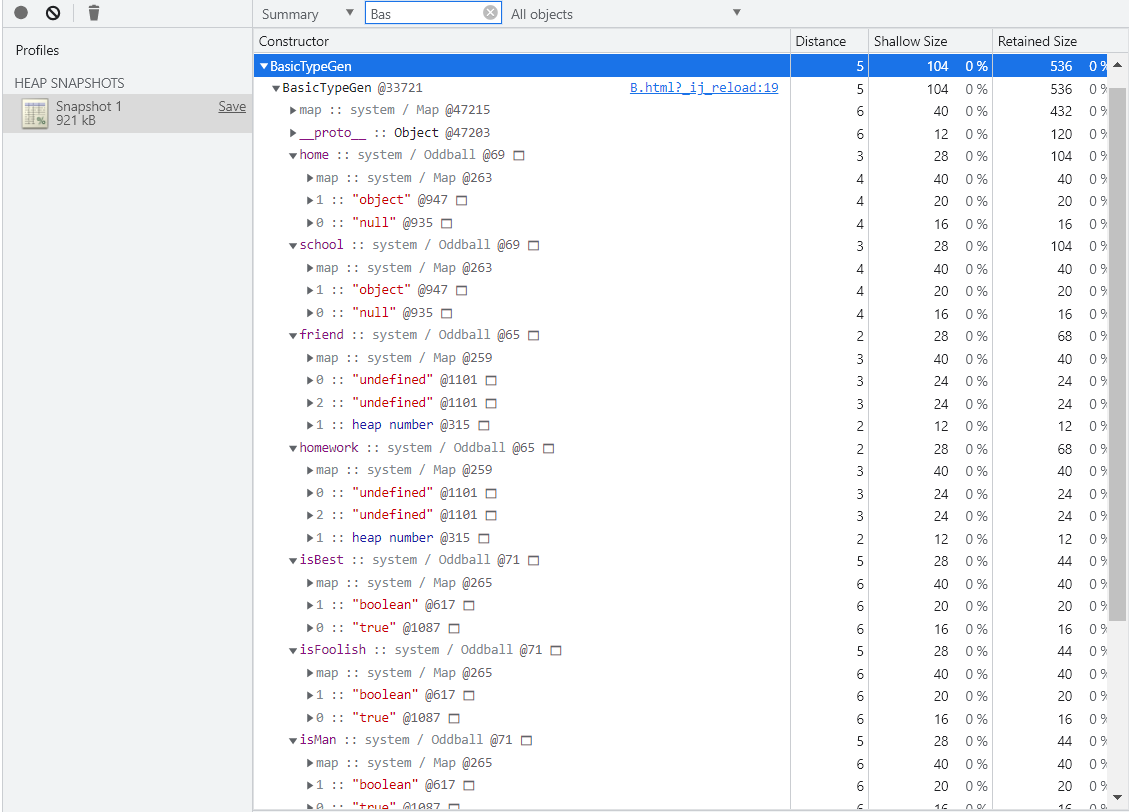 Summary ▼ Bas All objects ▼
Profiles
HEAP SNAPSHOTS
Snapshot 1 Save
921 kB
Constructor Distance Shallow Size Retained Size
▼BasicTypeGen 5 104 0 % 536 0 %
▼BasicTypeGen @33721 B.html?_ij_reload:19 5 104 0 % 536 0 %
▶map :: system / Map @47215 6 40 0 % 432 0 %
▶__proto__ :: Object @47203 6 12 0 % 120 0 %
▼home :: system / Oddball @69 3 28 0 % 104 0 %
▶map :: system / Map @263 4 40 0 % 40 0 %
▶1 :: "object" @947 4 20 0 % 20 0 %
▶0 :: "null" @935 4 16 0 % 16 0 %
▼school :: system / Oddball @69 3 28 0 % 104 0 %
▶map :: system / Map @263 4 40 0 % 40 0 %
▶1 :: "object" @947 4 20 0 % 20 0 %
▶0 :: "null" @935 4 16 0 % 16 0 %
▼friend :: system / Oddball @65 2 28 0 % 68 0 %
▶map :: system / Map @259 3 40 0 % 40 0 %
▶0 :: "undefined" @1101 3 24 0 % 24 0 %
▶2 :: "undefined" @1101 3 24 0 % 24 0 %
▶1 :: heap number @315 2 12 0 % 12 0 %
▼homework :: system / Oddball @65 2 28 0 % 68 0 %
▶map :: system / Map @259 3 40 0 % 40 0 %
▶0 :: "undefined" @1101 3 24 0 % 24 0 %
▶2 :: "undefined" @1101 3 24 0 % 24 0 %
▶1 :: heap number @315 2 12 0 % 12 0 %
▼isBest :: system / Oddball @71 5 28 0 % 44 0 %
▶map :: system / Map @265 6 40 0 % 40 0 %
▶1 :: "boolean" @617 6 20 0 % 20 0 %
▶0 :: "true" @1087 6 16 0 % 16 0 %
▼isFoolish :: system / Oddball @71 5 28 0 % 44 0 %
▶map :: system / Map @265 6 40 0 % 40 0 %
▶1 :: "boolean" @617 6 20 0 % 20 0 %
▶0 :: "true" @1087 6 16 0 % 16 0 %
▼isMan :: system / Oddball @71 5 28 0 % 44 0 %
▶map :: system / Map @265 6 40 0 % 40 0 %
▶1 :: "boolean" @617 6 20 0 % 20 0 %
▶0 :: "true" @1087 6 16 0 % 16 0 %